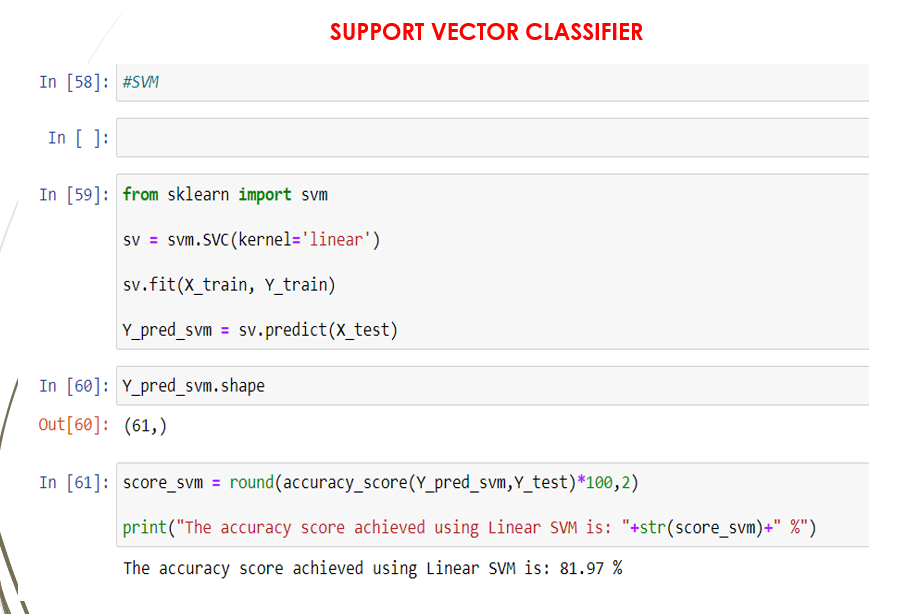 SUPPORT VECTOR CLASSIFIER
In [58]: #SVM
In [ ]:
In [59]: from sklearn import svm
sv = svm.SVC(kernel='linear')
sv.fit(X_train, Y_train)
Y_pred_svm = sv.predict(X_test)
In [60]: Y_pred_svm.shape
Out[60]: (61,)
In [61]: score_svm = round(accuracy_score(Y_pred_svm,Y_test)*100,2)
print("The accuracy score achieved using Linear SVM is: "+str(score_svm)+" %")
The accuracy score achieved using Linear SVM is: 81.97 %